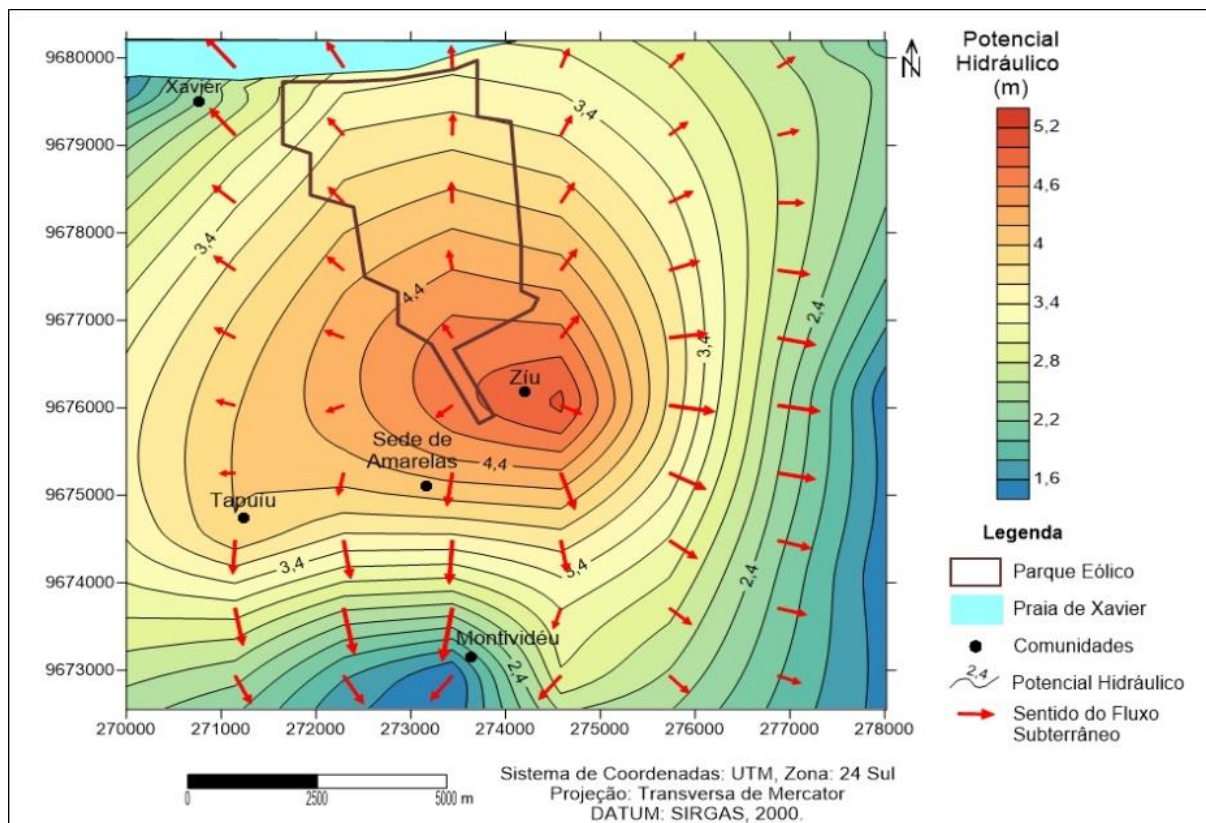 9680000
9679000
9678000
9677000
9676000
9675000
9674000
9673000
270000 271000 272000 273000 274000 275000 276000 277000 278000
Xavier
Zíu
Sede de
Amarelas
Tapuíu
Montividéu
3,4
3,4
4,4
3,4
2,4
4,4
3,4
3,4
2,4
2,4
N
Potencial
Hidráulico
(m)
5,2
4,6
4
3,4
2,8
2,2
1,6
Legenda
Parque Eólico
Praia de Xavier
Comunidades
2,4 Potencial Hidráulico
Sentido do Fluxo
Subterrâneo
0 2500 5000 m
Sistema de Coordenadas: UTM, Zona: 24 Sul
Projeção: Transversa de Mercator
DATUM: SIRGAS, 2000.